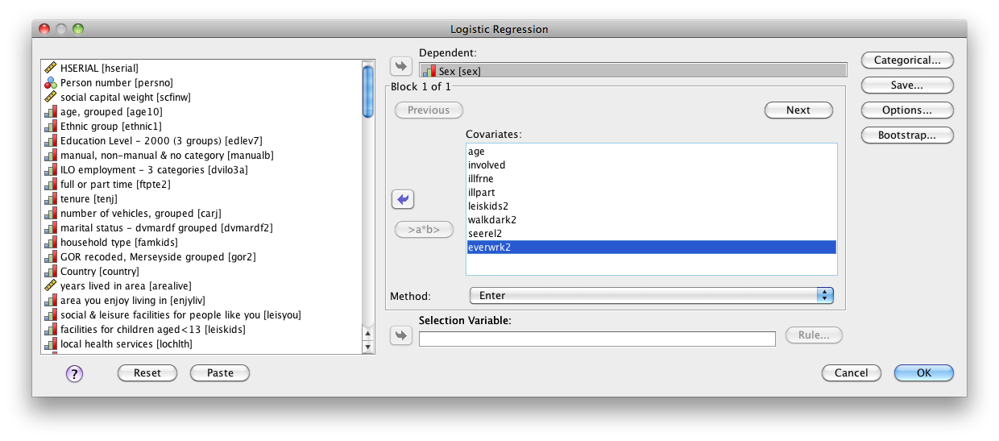 Logistic Regression
HSERIAL [hserial]
Person number [persno]
social capital weight [scfinw]
age, grouped [age10]
Ethnic group [ethnic1]
Education Level – 2000 (3 groups) [edlev7]
manual, non-manual & no category [manualb]
ILO employment – 3 categories [dvilo3a]
full or part time [ftpte2]
tenure [tenj]
number of vehicles, grouped [carj]
marital status – dvmardf grouped [dvmardf2]
household type [famkids]
GOR recoded, Merseyside grouped [gor2]
Country [country]
years lived in area [arealive]
area you enjoy living in [enjyliv]
social & leisure facilities for people like you [leisyou]
facilities for children aged<13 [leiskids]
local health services [lochlth]
Dependent:
Sex [sex]
Block 1 of 1
Previous
Next
Covariates:
age
involved
illfrne
illpart
leiskids2
walkdark2
seerel2
everwrk2
>a*b>
Method:
Enter
Selection Variable:
Rule...
Categorical...
Save...
Options...
Bootstrap...
?
Reset
Paste
Cancel
OK